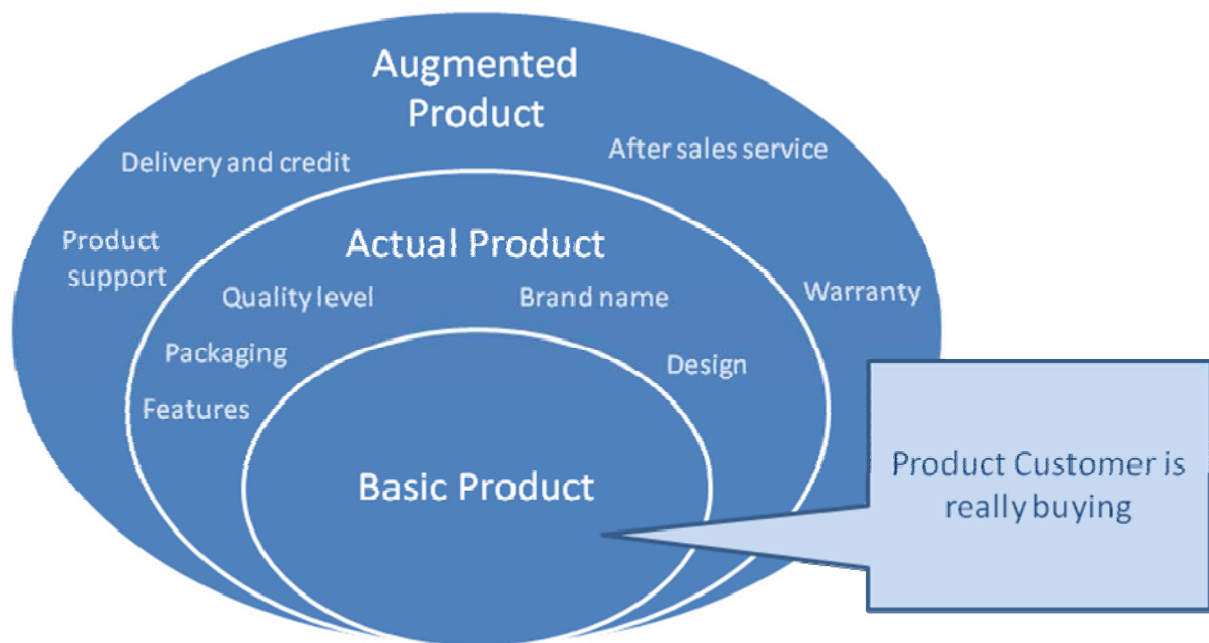 Augmented
Product
Delivery and credit
After sales service
Product
support
Actual Product
Quality level
Brand name
Warranty
Packaging
Design
Features
Basic Product
Product Customer is
really buying